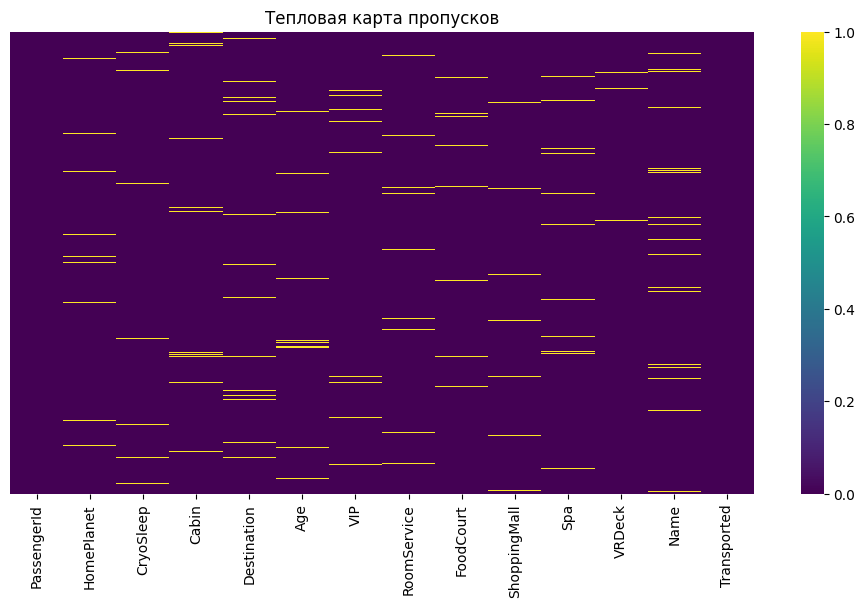 Тепловая карта пропусков
1.0
0.8
0.6
0.4
0.2
0.0
PassengerId
HomePlanet
CryoSleep
Cabin
Destination
Age
VIP
RoomService
FoodCourt
ShoppingMall
Spa
VRDeck
Name
Transported